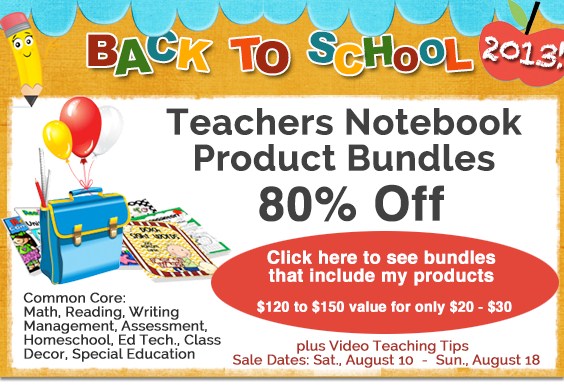 BACK TO SCHOOL 2013!
Teachers Notebook
Product Bundles
80% Off
Click here to see bundles
that include my products
$120 to $150 value for only $20 - $30
Common Core:
Math, Reading, Writing
Management, Assessment,
Homeschool, Ed Tech., Class
Decor, Special Education
plus Video Teaching Tips
Sale Dates: Sat., August 10 - Sun., August 18